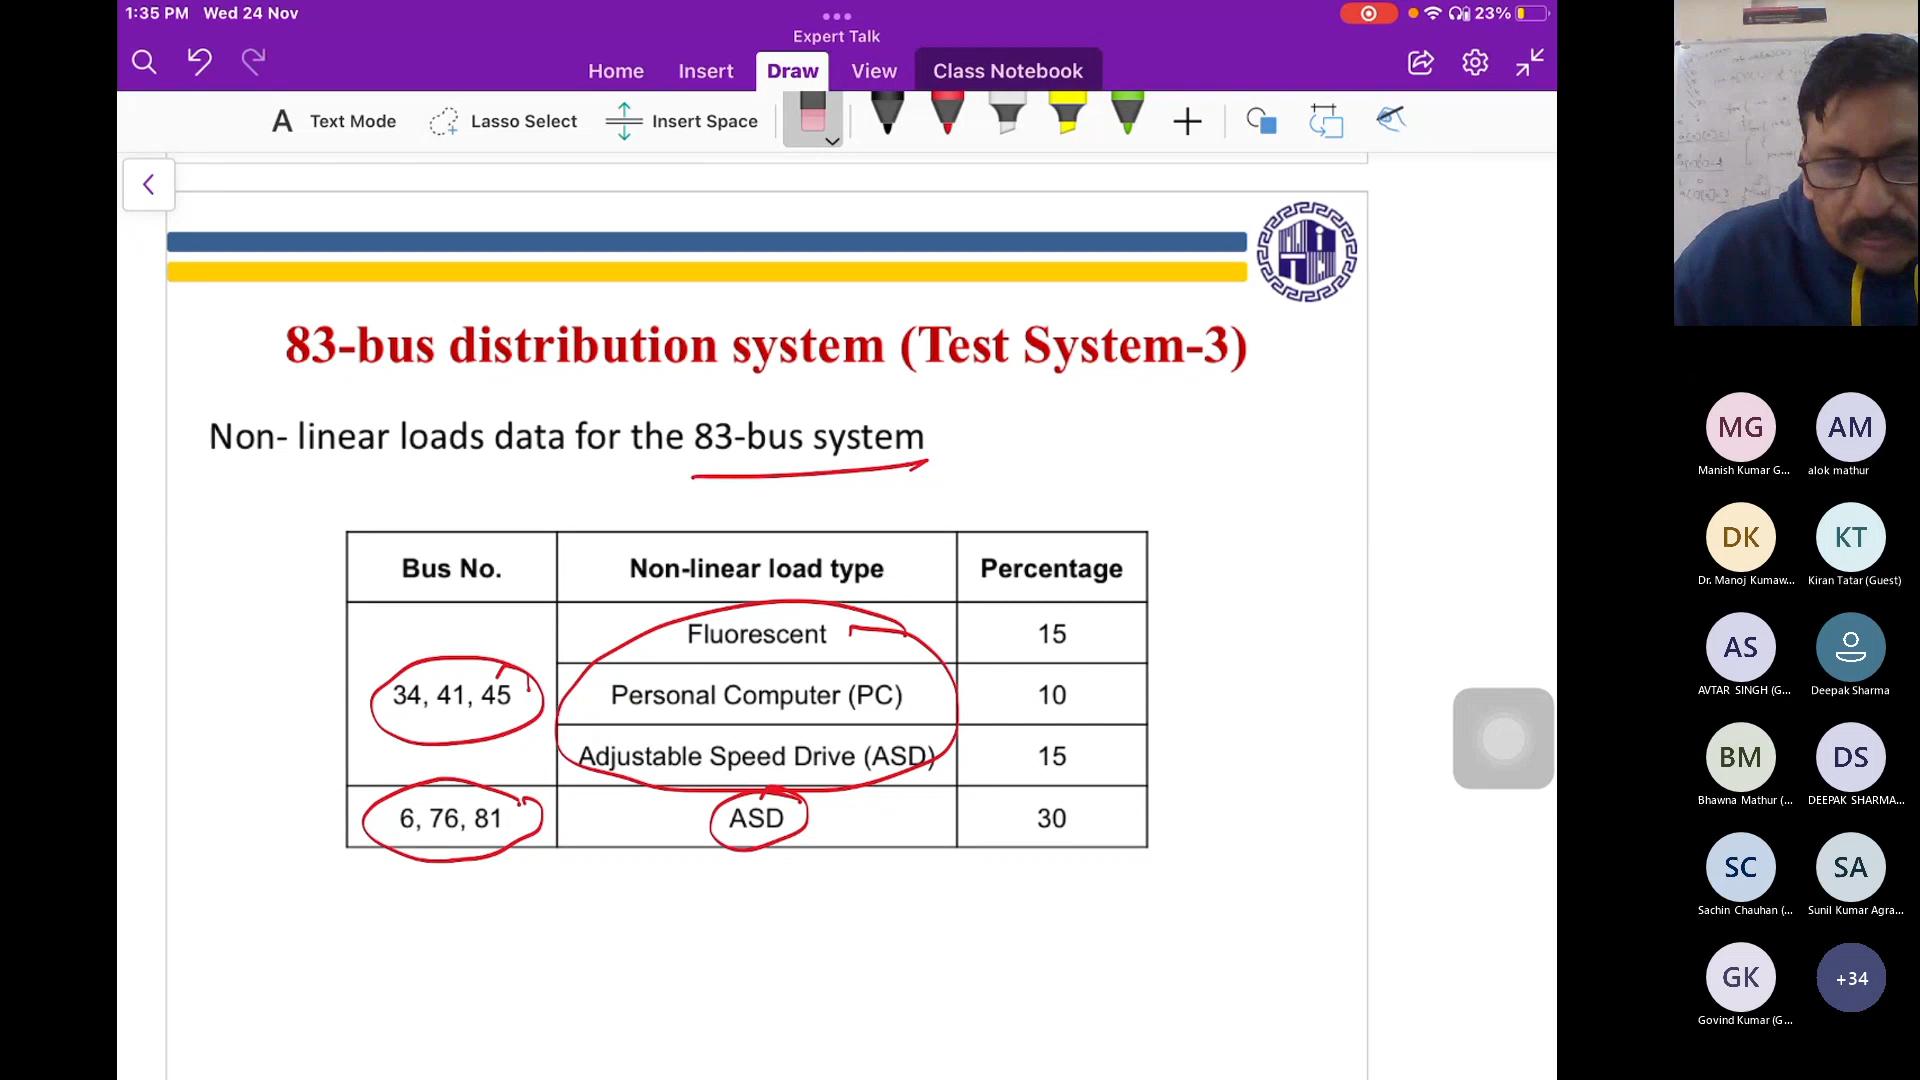 1:35 PM Wed 24 Nov
23%
Expert Talk
Home Insert Draw View Class Notebook
A Text Mode Lasso Select Insert Space
83-bus distribution system (Test System-3)
Non- linear loads data for the 83-bus system
Bus No. Non-linear load type Percentage
34, 41, 45
Fluorescent 15
Personal Computer (PC) 10
Adjustable Speed Drive (ASD) 15
6, 76, 81 ASD 30
MG AM
Manish Kumar G... alok mathur
DK KT
Dr. Manoj Kumaw... Kiran Tatar (Guest)
AS
AVTAR SINGH (G... Deepak Sharma
BM DS
Bhawna Mathur (... DEEPAK SHARMA...
SC SA
Sachin Chauhan (... Sunil Kumar Agra...
GK +34
Govind Kumar (G...